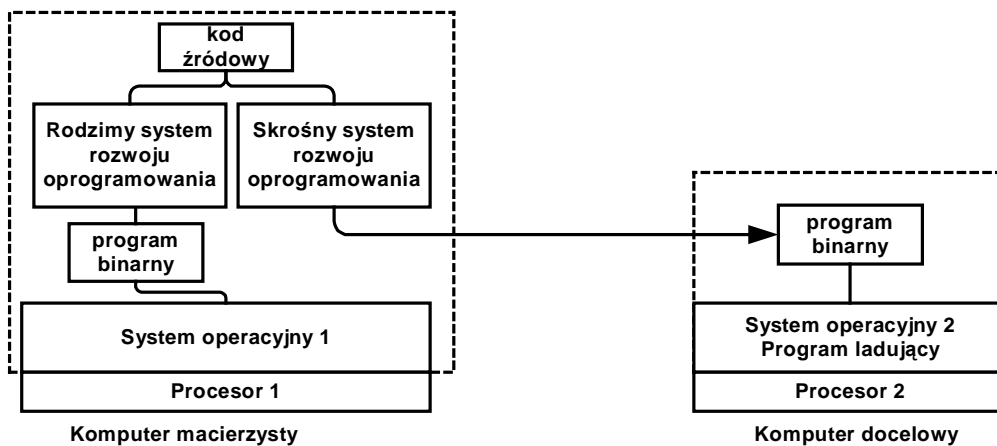 kod
źródowy
Rodzimy system
rozwoju
oprogramowania
Skrośny system
rozwoju
oprogramowania
program
binarny
program
binarny
System operacyjny 1
System operacyjny 2
Program ladujący
Procesor 1
Procesor 2
Komputer macierzysty
Komputer docelowy